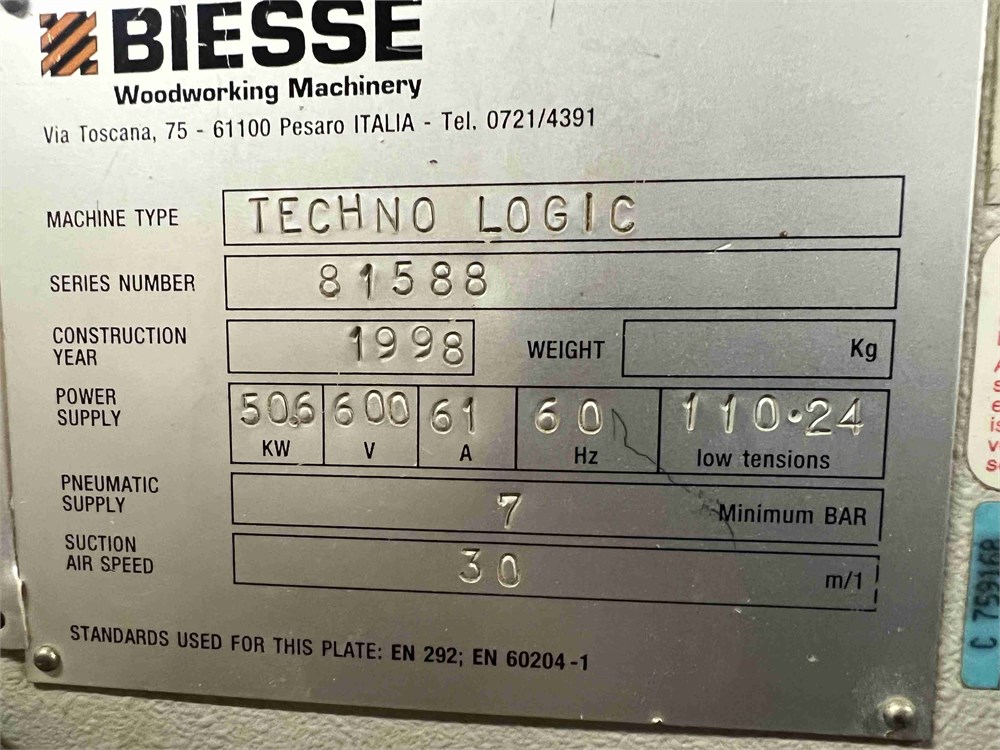 BIESSE
Woodworking Machinery
Via Toscana, 75 - 61100 Pesaro ITALIA - Tel. 0721/4391
MACHINE TYPE TECHNO LOGIC
SERIES NUMBER 81588
CONSTRUCTION YEAR 1998 WEIGHT Kg
POWER SUPPLY 50,6 KW 600 V 61 A 60 Hz 110·24 low tensions
PNEUMATIC SUPPLY 7 Minimum BAR
SUCTION AIR SPEED 30 m/1
STANDARDS USED FOR THIS PLATE: EN 292; EN 60204-1
C 759168